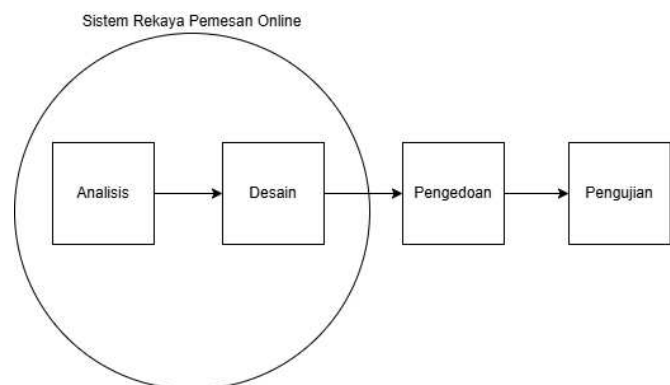 Sistem Rekaya Pemesan Online
Analisis
Desain
Pengedoan
Pengujian